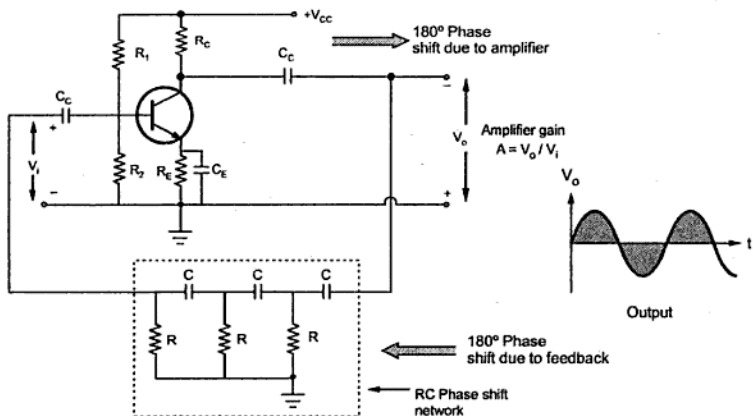 +VCC
RC
R1
CC
180° Phase
shift due to amplifier
CC
+
−
Vi
−
R2
RE
CE
Vo
+
Amplifier gain
A = Vo / Vi
Vo
t
Output
C
C
C
R
R
R
180° Phase
shift due to feedback
RC Phase shift
network